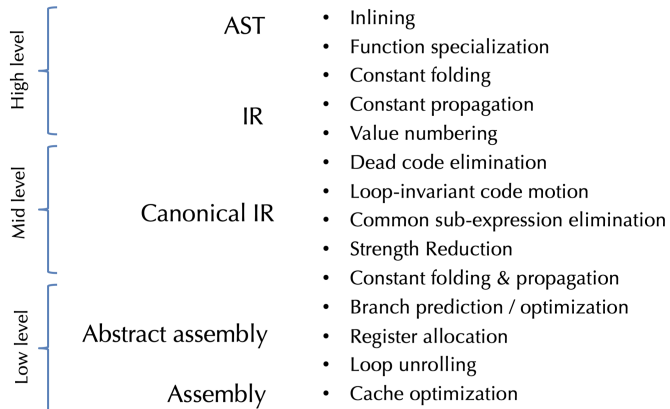 High level
AST
IR
Mid level
Canonical IR
Low level
Abstract assembly
Assembly
• Inlining
• Function specialization
• Constant folding
• Constant propagation
• Value numbering
• Dead code elimination
• Loop-invariant code motion
• Common sub-expression elimination
• Strength Reduction
• Constant folding & propagation
• Branch prediction / optimization
• Register allocation
• Loop unrolling
• Cache optimization